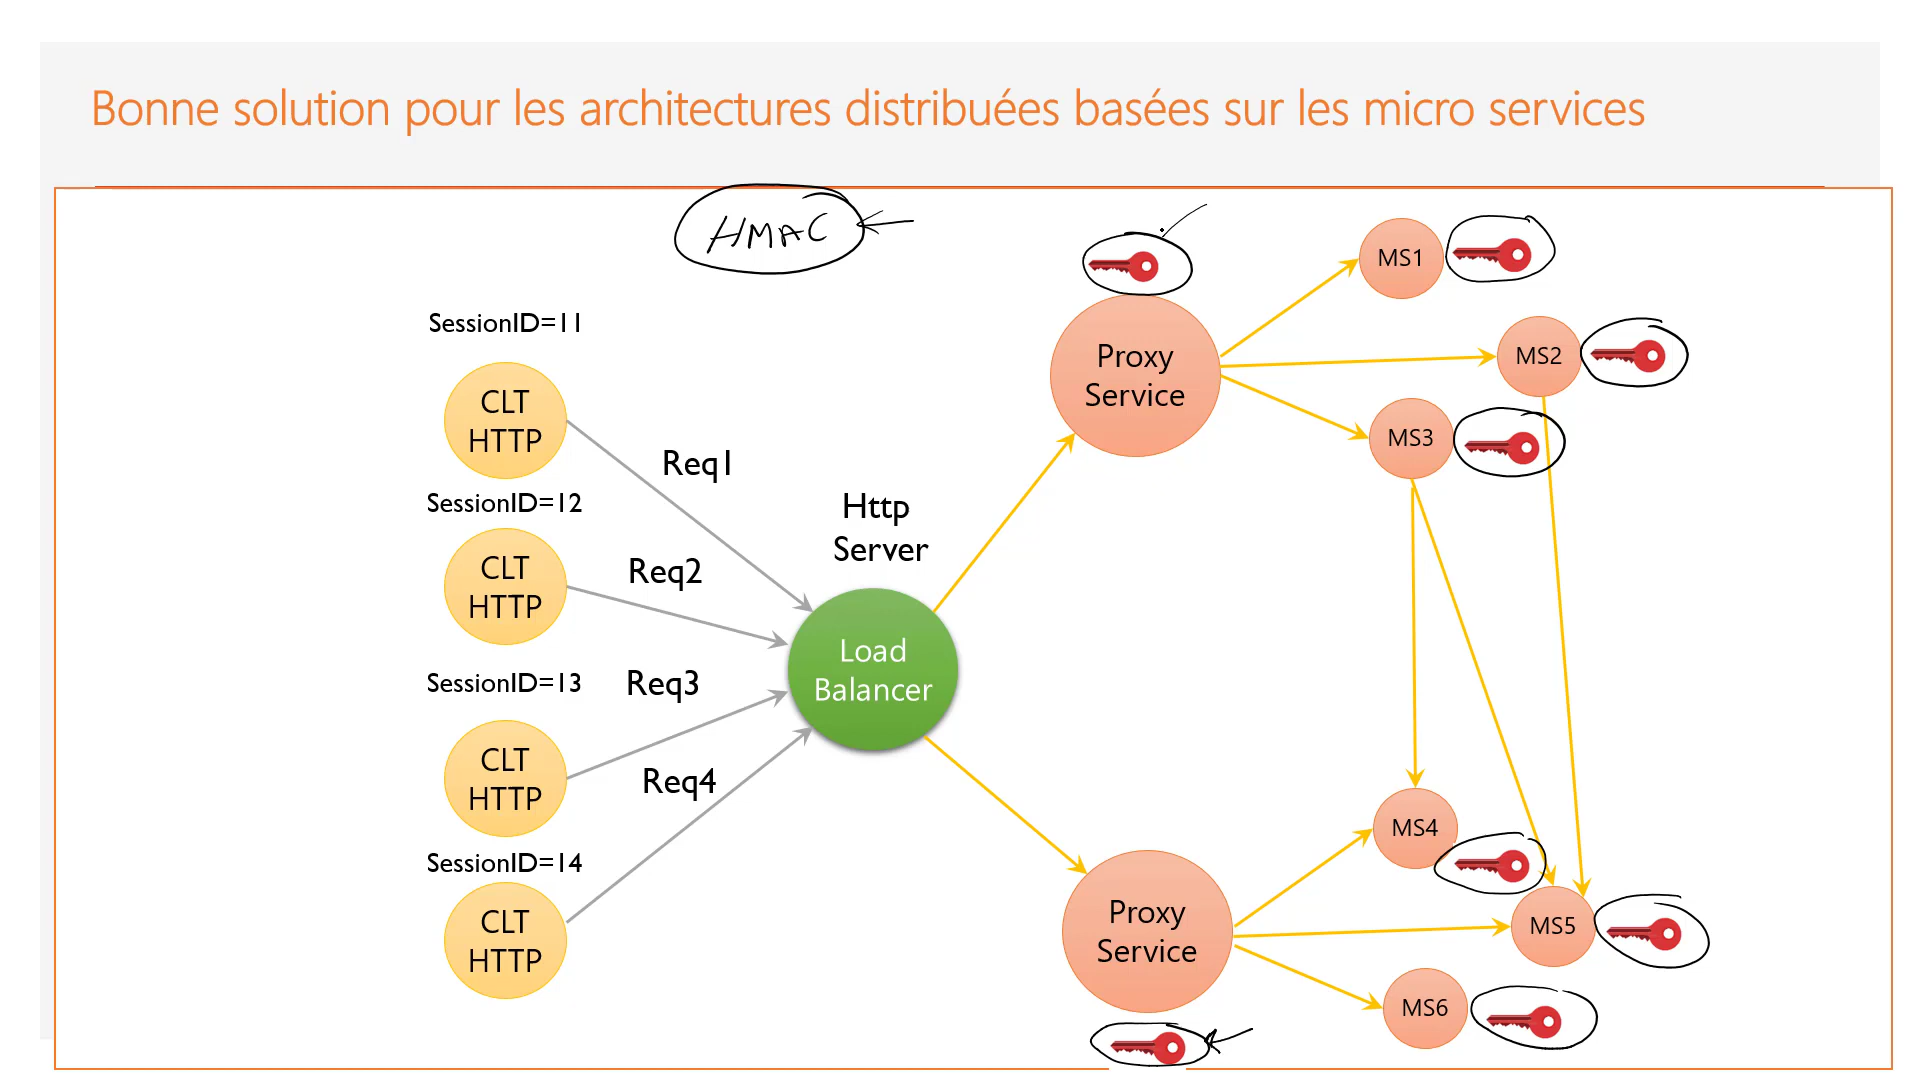 Bonne solution pour les architectures distribuées basées sur les micro services
HMAC
SessionID=11
CLT
HTTP
Req1
SessionID=12
CLT
HTTP
Req2
SessionID=13
CLT
HTTP
Req3
SessionID=14
CLT
HTTP
Req4
Http
Server
Load
Balancer
Proxy
Service
MS1
MS2
MS3
Proxy
Service
MS4
MS5
MS6